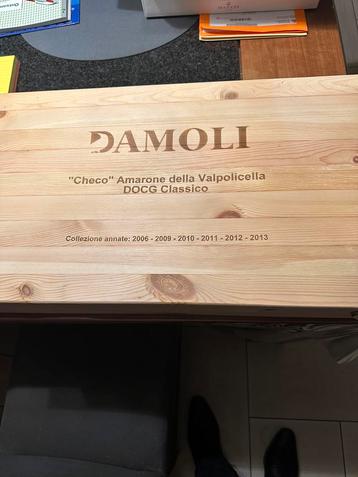 DAMOLI
"Checo" Amarone della Valpolicella
DOCG Classico
Collezione annate: 2006 - 2009 - 2010 - 2011 - 2012 - 2013